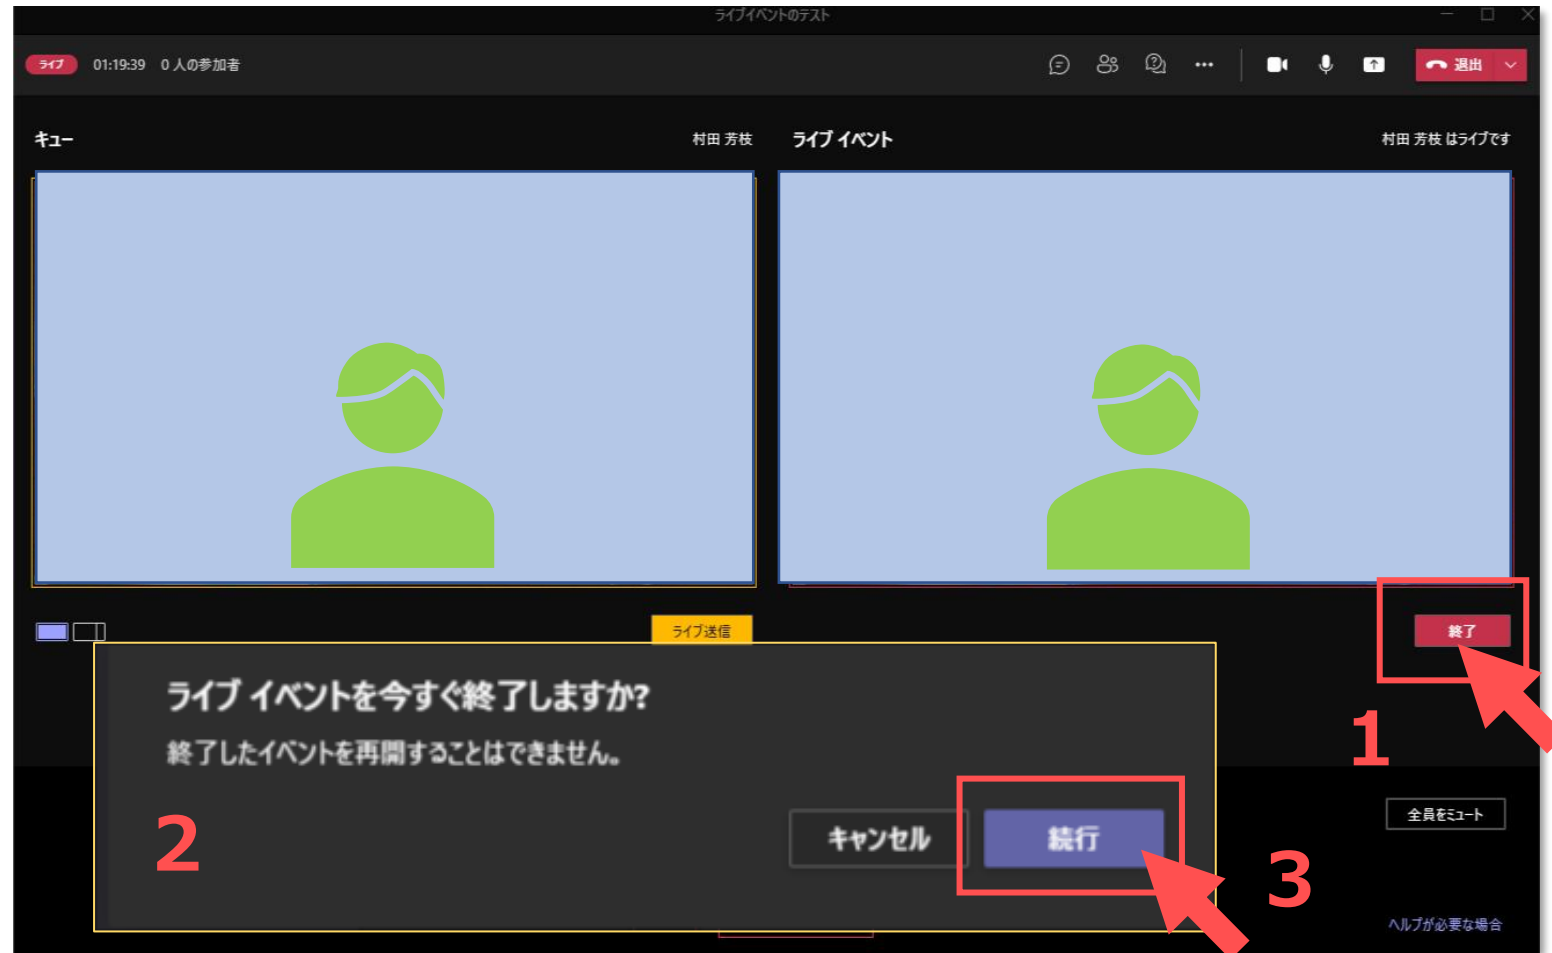 ライブイベントのテスト
ライブ 01:19:39 0 人の参加者 退出
キュー 村田 芳枝 ライブ イベント 村田 芳枝 はライブです
ライブ送信 終了
1
ライブ イベントを今すぐ終了しますか?
終了したイベントを再開することはできません。
2
キャンセル 続行
3
全員をミュート
ヘルプが必要な場合